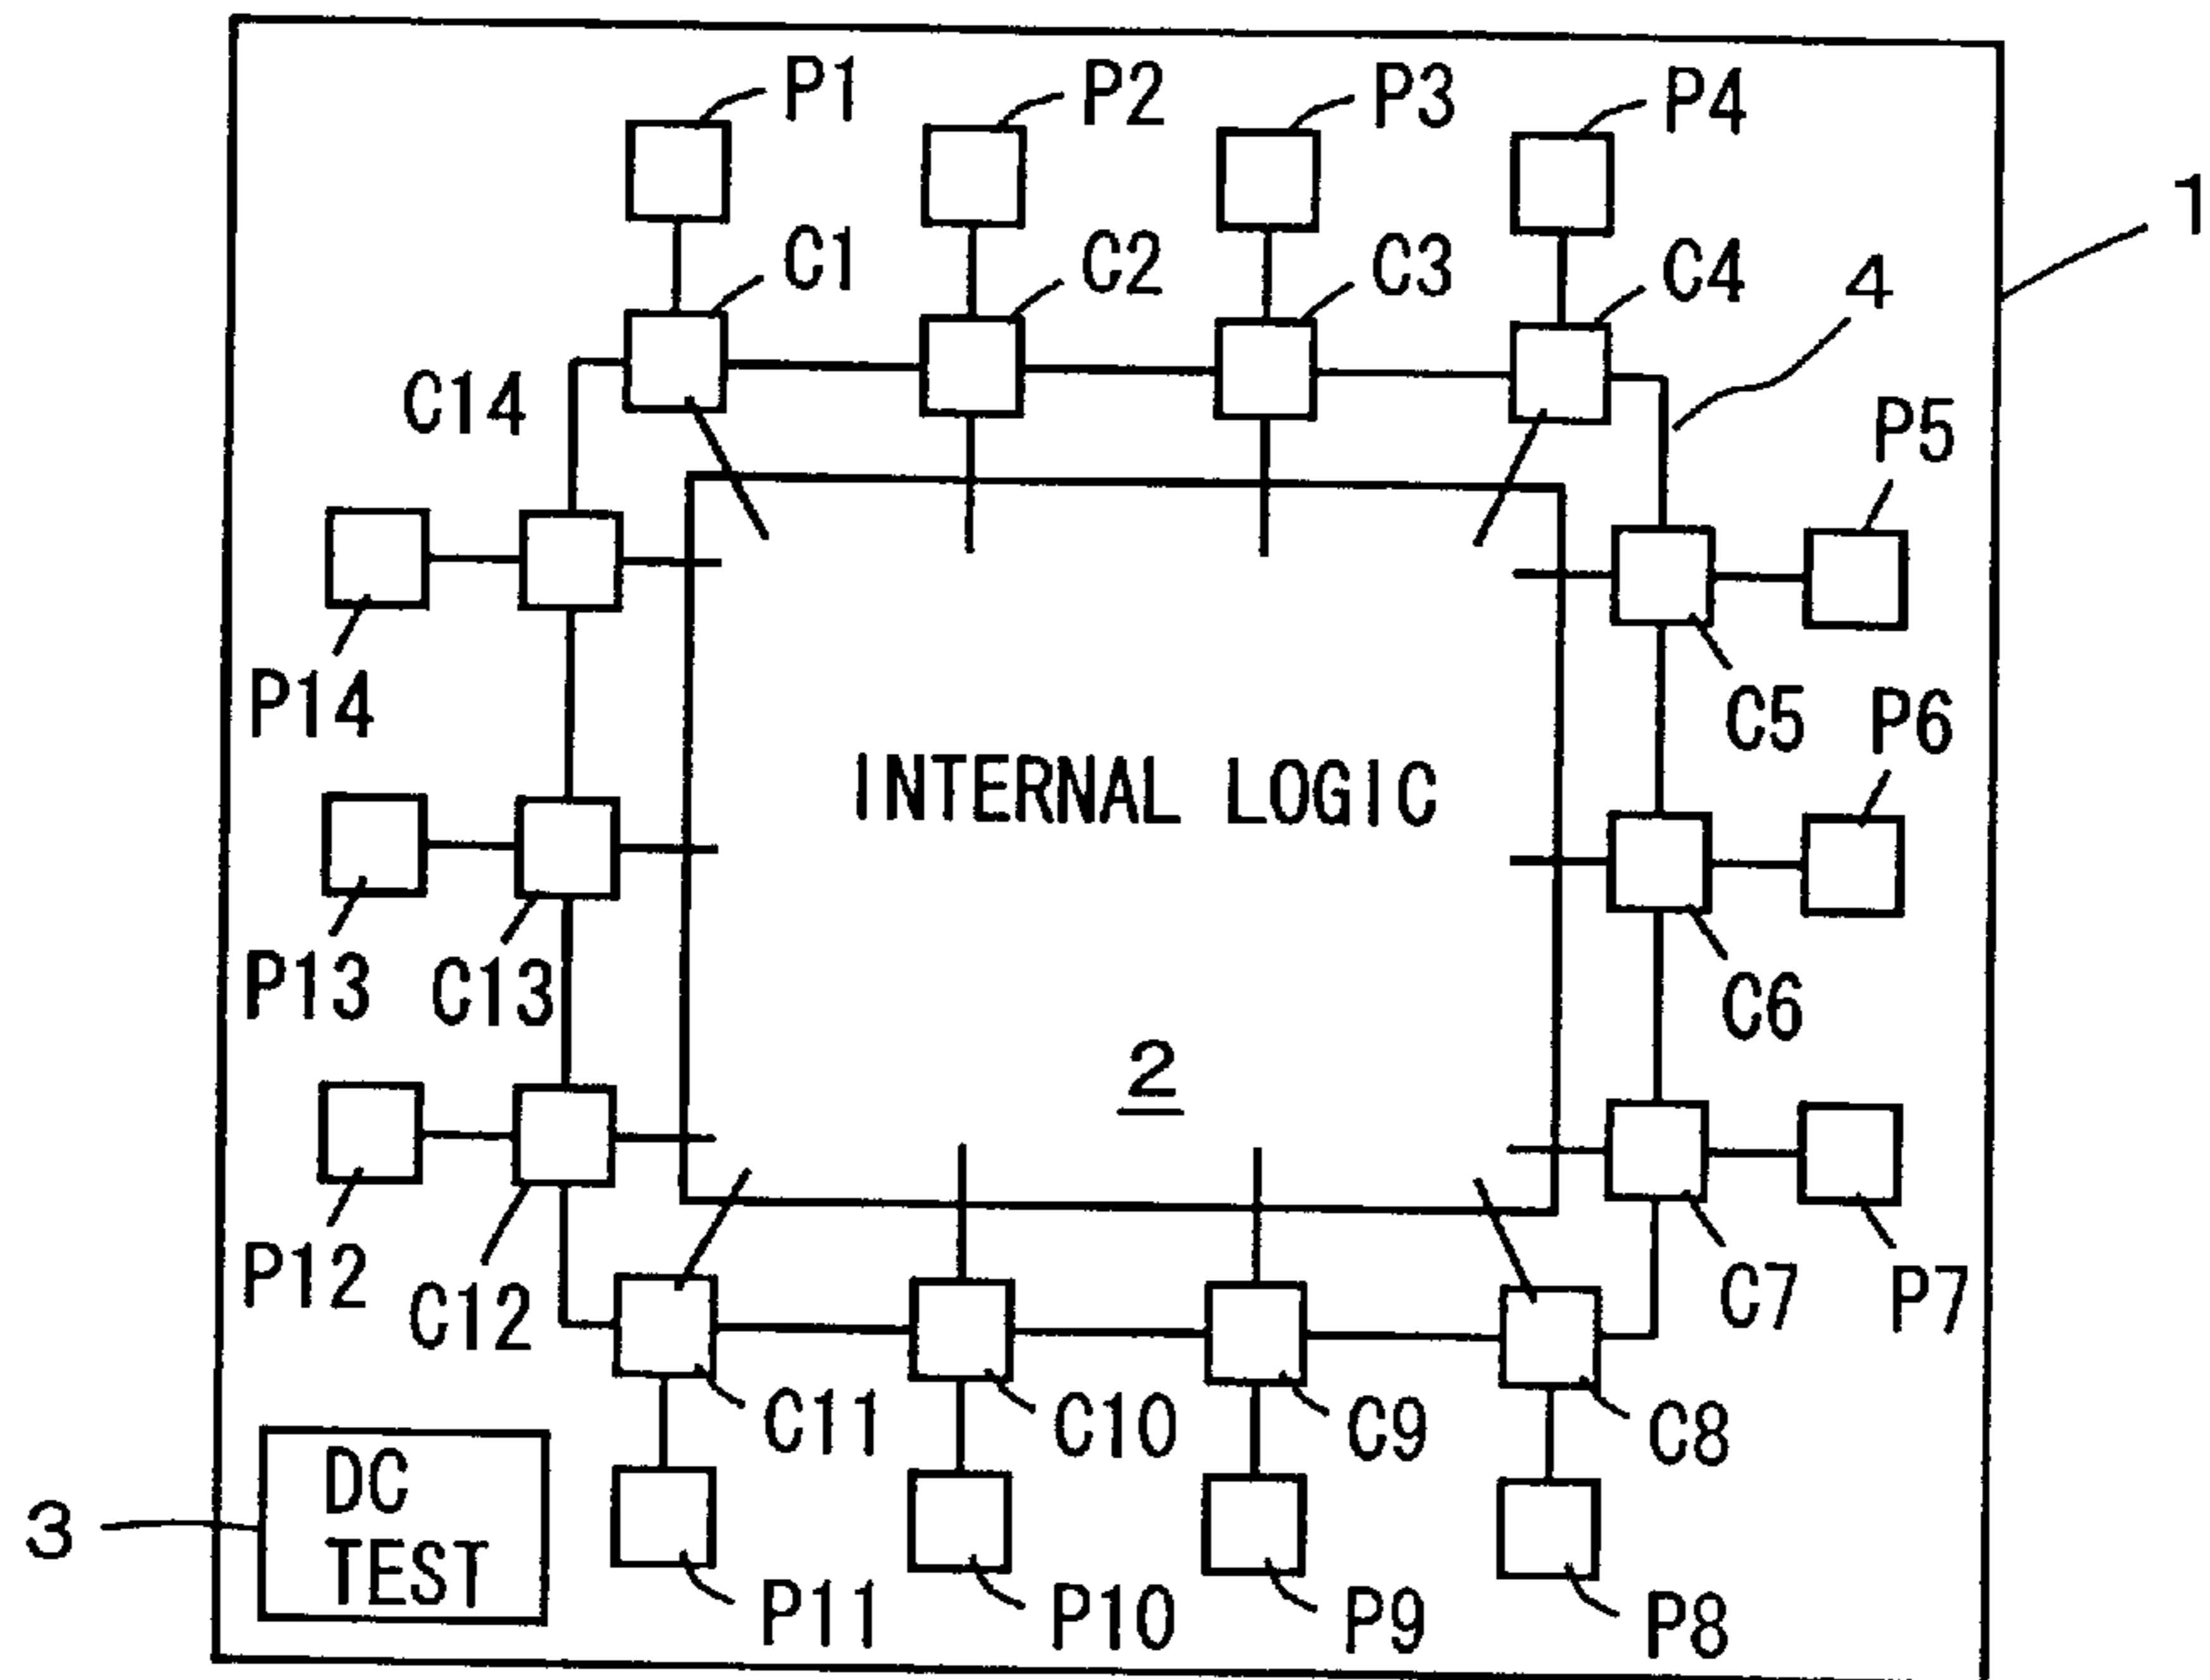 P1 P2 P3 P4
1
C1 C2 C3 C4 4
C14 P5
P14 C5 P6
INTERNAL LOGIC
P13 C13 C6
2
P12 C12 C7 P7
C11 C10 C9 C8
DC
3
TEST
P11 P10 P9 P8